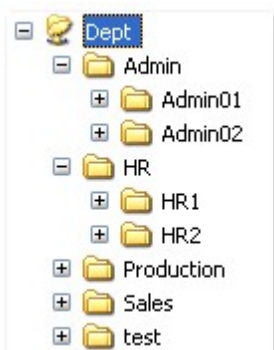 Dept
Admin
Admin01
Admin02
HR
HR1
HR2
Production
Sales
test